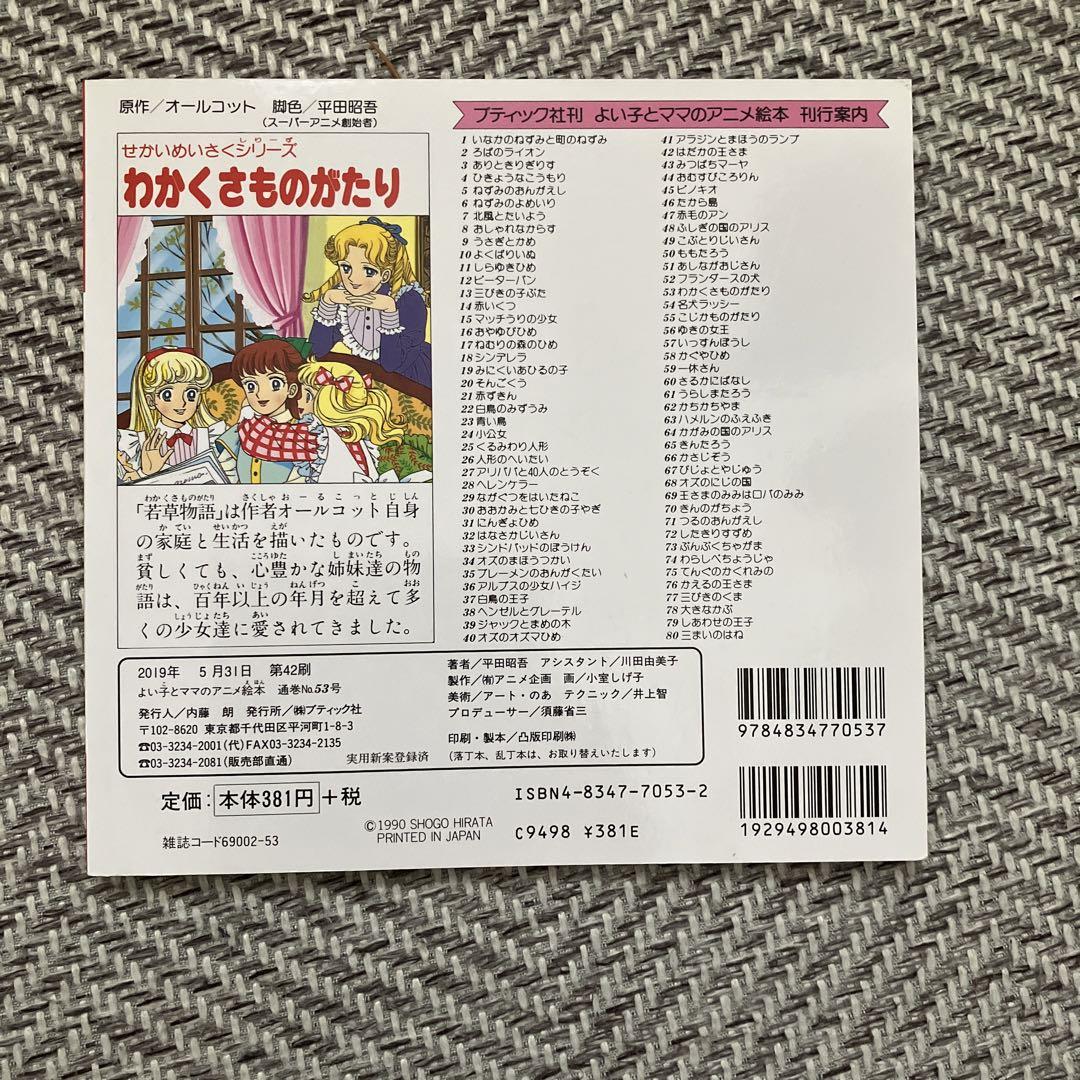 原作/オールコット 脚色/平田昭吾
(スーパーアニメ創始者)
せかいめいさくシリーズ
わかくさものがたり
「若草物語」は作者オールコット自身
の家庭と生活を描いたものです。
貧しくても、心豊かな姉妹達の物
語は、百年以上の年月を超えて多
くの少女達に愛されてきました。
ブティック社刊 よい子とママのアニメ絵本 刊行案内
1 いなかのねずみと町のねずみ
2 ろばのライオン
3 ありときりぎりす
4 ひきょうなこうもり
5 ねずみのおんがえし
6 ねずみのよめいり
7 北風とたいよう
8 おしゃれなからす
9 うさぎとかめ
10 よくばりいぬ
11 しらゆきひめ
12 ピーターパン
13 三びきの子ぶた
14 赤いくつ
15 マッチうりの少女
16 おやゆびひめ
17 ねむりの森のひめ
18 シンデレラ
19 みにくいあひるの子
20 そんごくう
21 赤ずきん
22 白鳥のみずうみ
23 青い鳥
24 小公女
25 くるみわり人形
26 人形のへいたい
27 アリババと40人のとうぞく
28 ヘレンケラー
29 ながぐつをはいたねこ
30 おおかみと七ひきの子やぎ
31 にんぎょひめ
32 はなさかじいさん
33 シンドバッドのぼうけん
34 オズのまほうつかい
35 ブレーメンのおんがくたい
36 アルプスの少女ハイジ
37 白鳥の王子
38 ヘンゼルとグレーテル
39 ジャックとまめの木
40 オズのオズマひめ
41 アラジンとまほうのランプ
42 はだかの王さま
43 みつばちマーヤ
44 おむすびころりん
45 ピノキオ
46 たから島
47 赤毛のアン
48 ふしぎの国のアリス
49 こぶとりじいさん
50 ももたろう
51 あしながおじさん
52 フランダースの犬
53 わかくさものがたり
54 名犬ラッシー
55 こじかものがたり
56 ゆきの女王
57 いっすんぼうし
58 かぐやひめ
59 一休さん
60 さるかにばなし
61 うらしまたろう
62 かちかちやま
63 ハメルンのふえふき
64 かがみの国のアリス
65 きんたろう
66 かさじぞう
67 びじょとやじゅう
68 オズのにじの国
69 王さまのみみはロバのみみ
70 きんのがちょう
71 つるのおんがえし
72 したきりすずめ
73 ぶんぶくちゃがま
74 わらしべちょうじゃ
75 てんぐのかくれみの
76 かえるの王さま
77 三びきのくま
78 大きなかぶ
79 しあわせの王子
80 三まいのはね
2019年 5月31日 第42刷
よい子とママのアニメ絵本 通巻No.53号
発行人/内藤 朗 発行所/㈱ブティック社
〒102-8620 東京都千代田区平河町1-8-3
☎03-3234-2001(代)FAX03-3234-2135
☎03-3234-2081(販売部直通) 実用新案登録済
著者/平田昭吾 アシスタント/川田由美子
製作/㈲アニメ企画 画/小室しげ子
美術/アート・のあ テクニック/井上智
プロデューサー/須藤省三
印刷・製本/凸版印刷㈱
(落丁本、乱丁本は、お取り替えいたします)
9784834770537
定価:本体381円+税
ISBN4-8347-7053-2
©1990 SHOGO HIRATA
PRINTED IN JAPAN
C9498 ¥381E
1929498003814
雑誌コード69002-53